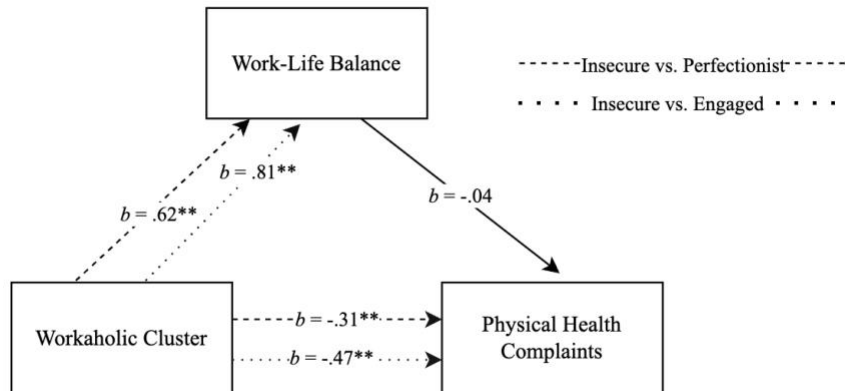 Work-Life Balance
Insecure vs. Perfectionist
Insecure vs. Engaged
b = .81**
b = .62**
b = -.04
Workaholic Cluster
b = -.31**
b = -.47**
Physical Health
Complaints